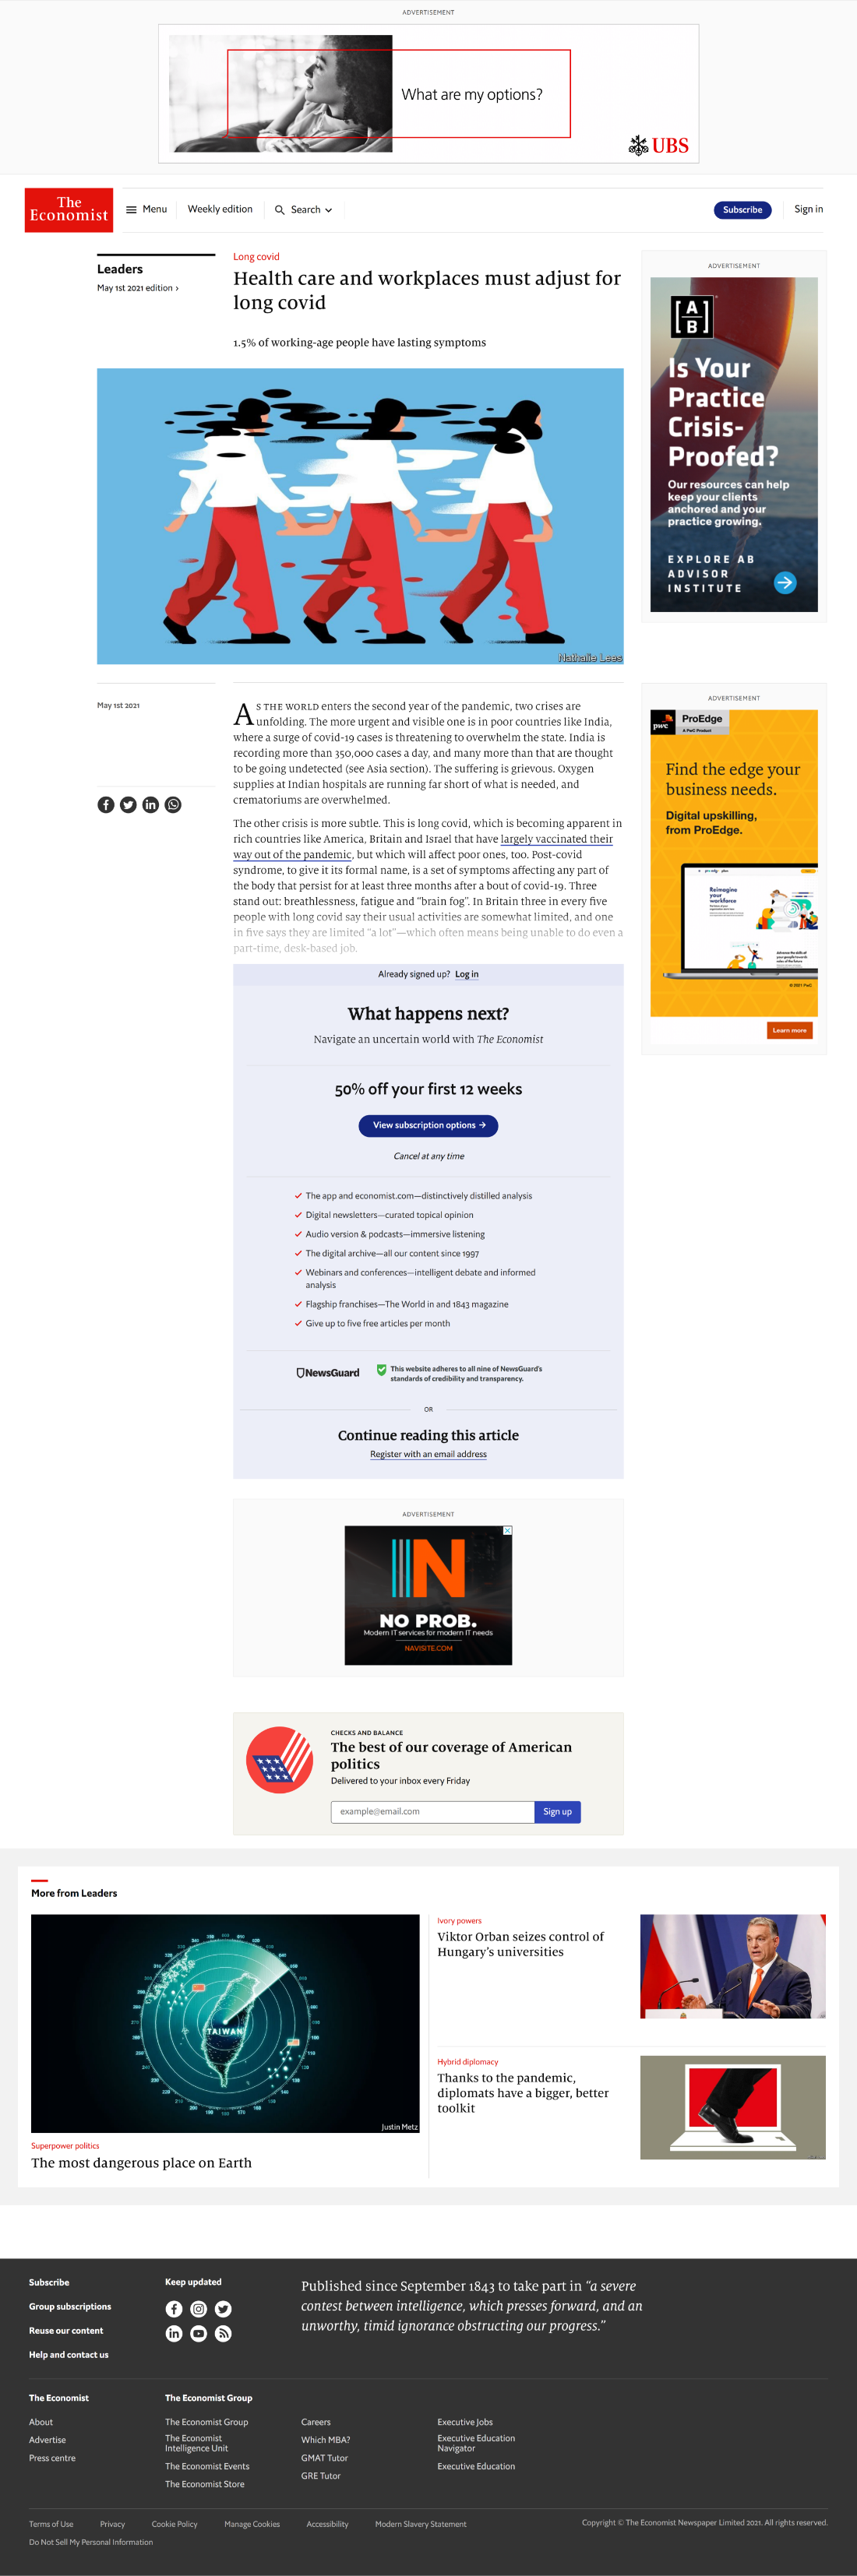 ADVERTISEMENT
What are my options?
UBS
The
Economist
Menu
Weekly edition
Search
Subscribe
Sign in
Leaders
May 1st 2021 edition >
Long covid
Health care and workplaces must adjust for
long covid
1.5% of working-age people have lasting symptoms
Nathalie Lees
ADVERTISEMENT
[A/B]
Is Your
Practice
Crisis-
Proofed?
Our resources can help
keep your clients
anchored and your
practice growing.
EXPLORE AB
ADVISOR
INSTITUTE
May 1st 2021
AS THE WORLD enters the second year of the pandemic, two crises are
unfolding. The more urgent and visible one is in poor countries like India,
where a surge of covid-19 cases is threatening to overwhelm the state. India is
recording more than 350,000 cases a day, and many more than that are thought
to be going undetected (see Asia section). The suffering is grievous. Oxygen
supplies at Indian hospitals are running far short of what is needed, and
crematoriums are overwhelmed.
The other crisis is more subtle. This is long covid, which is becoming apparent in
rich countries like America, Britain and Israel that have largely vaccinated their
way out of the pandemic, but which will affect poor ones, too. Post-covid
syndrome, to give it its formal name, is a set of symptoms affecting any part of
the body that persist for at least three months after a bout of covid-19. Three
stand out: breathlessness, fatigue and "brain fog". In Britain three in every five
people with long covid say their usual activities are somewhat limited, and one
in five says they are limited "a lot"—which often means being unable to do even a
part-time, desk-based job.
ADVERTISEMENT
pwc
ProEdge
A PwC Product
Find the edge your
business needs.
Digital upskilling,
from ProEdge.
Reimagine
your
workforce
© 2021 PwC
Learn more
Already signed up? Log in
What happens next?
Navigate an uncertain world with The Economist
50% off your first 12 weeks
View subscription options →
Cancel at any time
The app and economist.com—distinctively distilled analysis
Digital newsletters—curated topical opinion
Audio version & podcasts—immersive listening
The digital archive—all our content since 1997
Webinars and conferences—intelligent debate and informed
analysis
Flagship franchises—The World in and 1843 magazine
Give up to five free articles per month
NewsGuard
This website adheres to all nine of NewsGuard's
standards of credibility and transparency.
OR
Continue reading this article
Register with an email address
ADVERTISEMENT
N
NO PROB.
Modern IT services for modern IT needs
NAVISITE.COM
CHECKS AND BALANCE
The best of our coverage of American
politics
Delivered to your inbox every Friday
example@email.com
Sign up
More from Leaders
TAIWAN
Justin Metz
Superpower politics
The most dangerous place on Earth
Ivory powers
Viktor Orban seizes control of
Hungary's universities
Hybrid diplomacy
Thanks to the pandemic,
diplomats have a bigger, better
toolkit
Subscribe
Group subscriptions
Reuse our content
Help and contact us
Keep updated
Published since September 1843 to take part in "a severe
contest between intelligence, which presses forward, and an
unworthy, timid ignorance obstructing our progress."
The Economist
About
Advertise
Press centre
The Economist Group
The Economist Group
The Economist
Intelligence Unit
The Economist Events
The Economist Store
Careers
Which MBA?
GMAT Tutor
GRE Tutor
Executive Jobs
Executive Education
Navigator
Executive Education
Terms of Use
Privacy
Cookie Policy
Manage Cookies
Accessibility
Modern Slavery Statement
Do Not Sell My Personal Information
Copyright © The Economist Newspaper Limited 2021. All rights reserved.